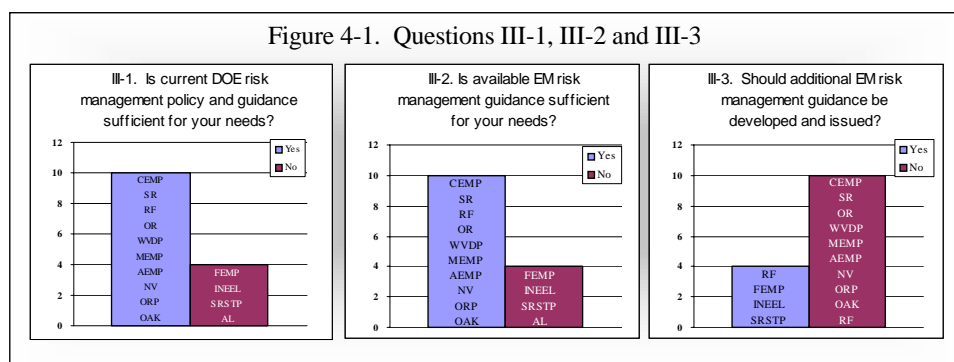 Figure 4-1. Questions III-1, III-2 and III-3
III-1. Is current DOE risk
management policy and guidance
sufficient for your needs?
12
10
8
6
4
2
0
Yes
No
CEMP
SR
RF
OR
WVDP
MEMP
AEMP
NV
ORP
OAK
FEMP
INEEL
SRSTP
AL
III-2. Is available EM risk
management guidance sufficient
for your needs?
12
10
8
6
4
2
0
Yes
No
CEMP
SR
RF
OR
WVDP
MEMP
AEMP
NV
ORP
OAK
FEMP
INEEL
SRSTP
AL
III-3. Should additional EM risk
management guidance be
developed and issued?
12
10
8
6
4
2
0
Yes
No
RF
FEMP
INEEL
SRSTP
CEMP
SR
OR
WVDP
MEMP
AEMP
NV
ORP
OAK
RF